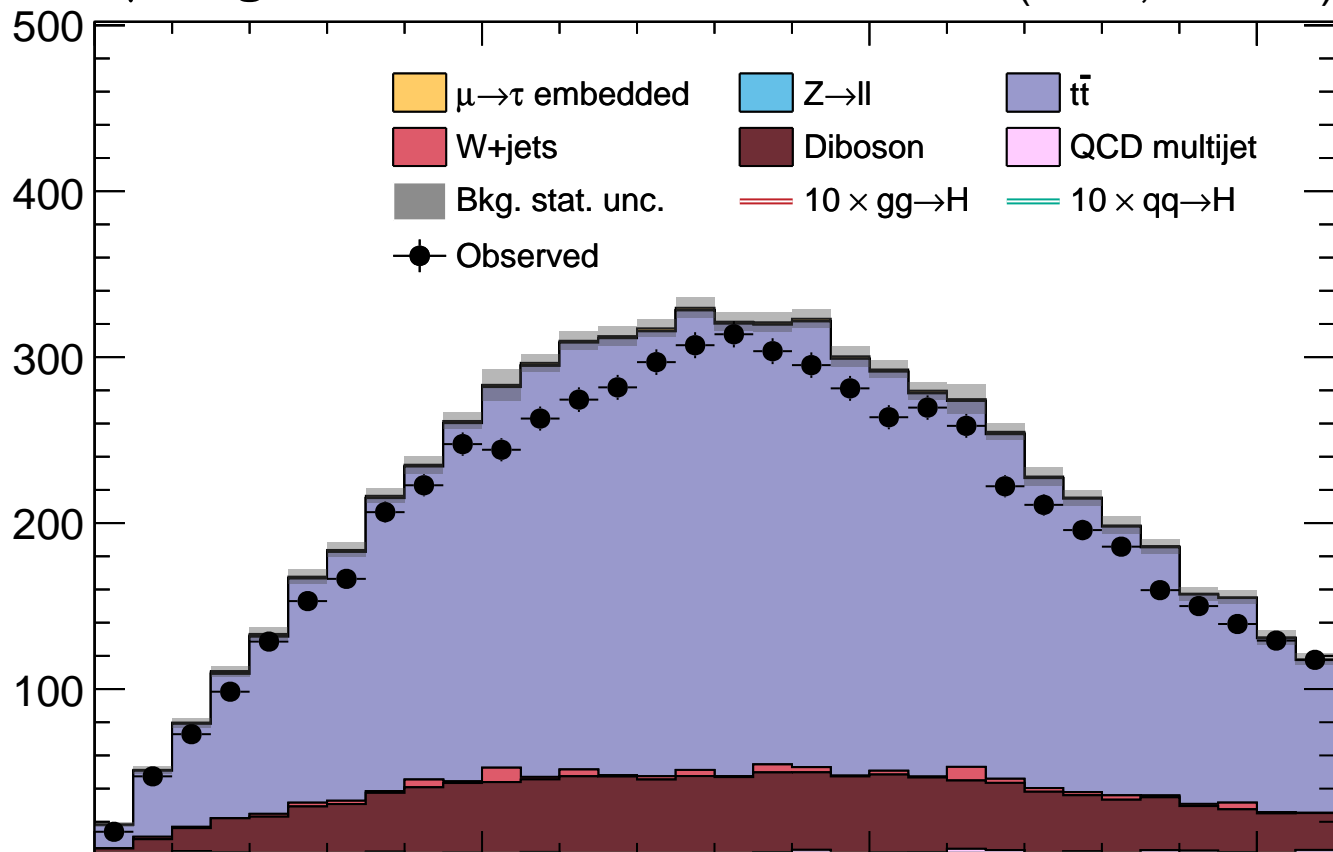 500
μ→τ embedded Z→ll tt̄
W+jets Diboson QCD multijet
400
Bkg. stat. unc. 10 × gg→H 10 × qq→H
Observed
300
200
100